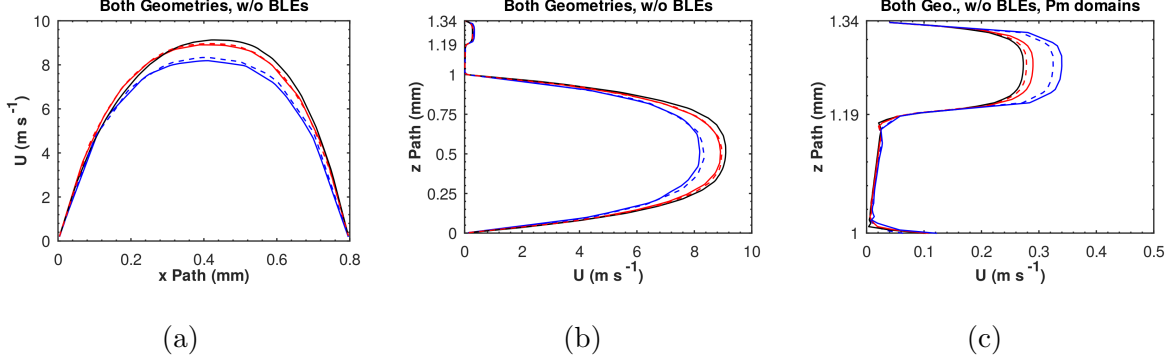 Both Geometries, w/o BLEs
10
8
6
4
2
0
U (m s -1)
0 0.2 0.4 0.6 0.8
x Path (mm)
(a)
Both Geometries, w/o BLEs
1.34
1.19
1
0.75
0.5
0.25
0
z Path (mm)
0 2 4 6 8 10
U (m s -1)
(b)
Both Geo., w/o BLEs, Pm domains
1.34
1.19
1
z Path (mm)
0 0.1 0.2 0.3 0.4 0.5
U (m s -1)
(c)